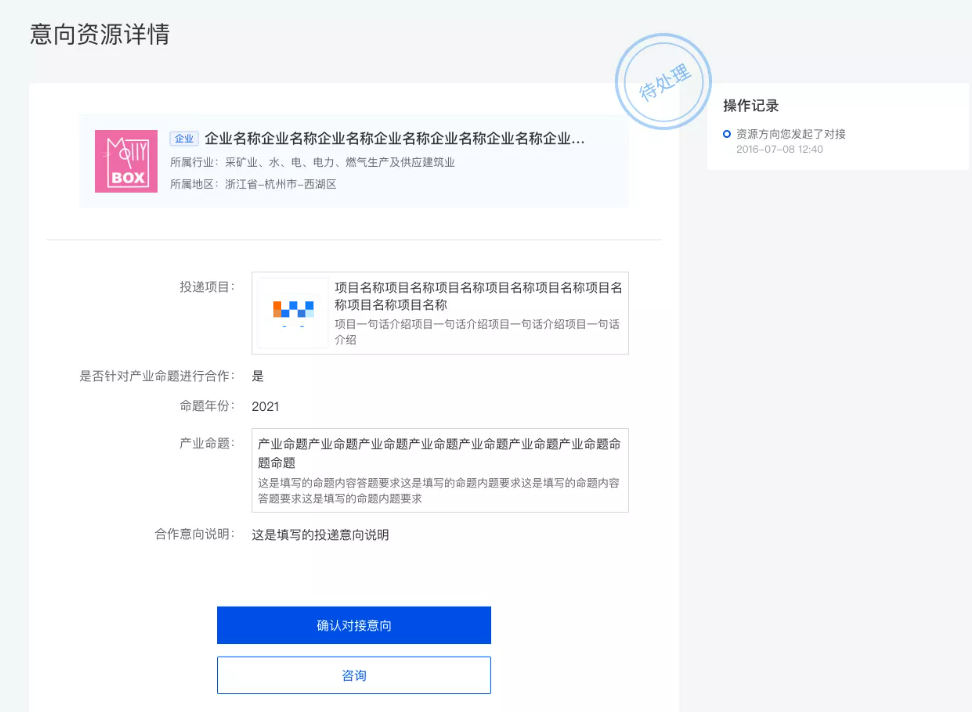 意向资源详情
待处理
操作记录
资源方向您发起了对接
2016-07-08 12:40
MOLLY
BOX
企业 企业名称企业名称企业名称企业名称企业名称企业名称企业...
所属行业：采矿业、水、电、电力、燃气生产及供应建筑业
所属地区：浙江省-杭州市-西湖区
投递项目：
项目名称项目名称项目名称项目名称项目名称项目名
称项目名称项目名称
项目一句话介绍项目一句话介绍项目一句话介绍项目一句话
介绍
是否针对产业命题进行合作： 是
命题年份： 2021
产业命题：
产业命题产业命题产业命题产业命题产业命题产业命题产业命题命
题命题
这是填写的命题内容答题要求这是填写的命题内题要求这是填写的命题内容
答题要求这是填写的命题内题要求
合作意向说明： 这是填写的投递意向说明
确认对接意向
咨询